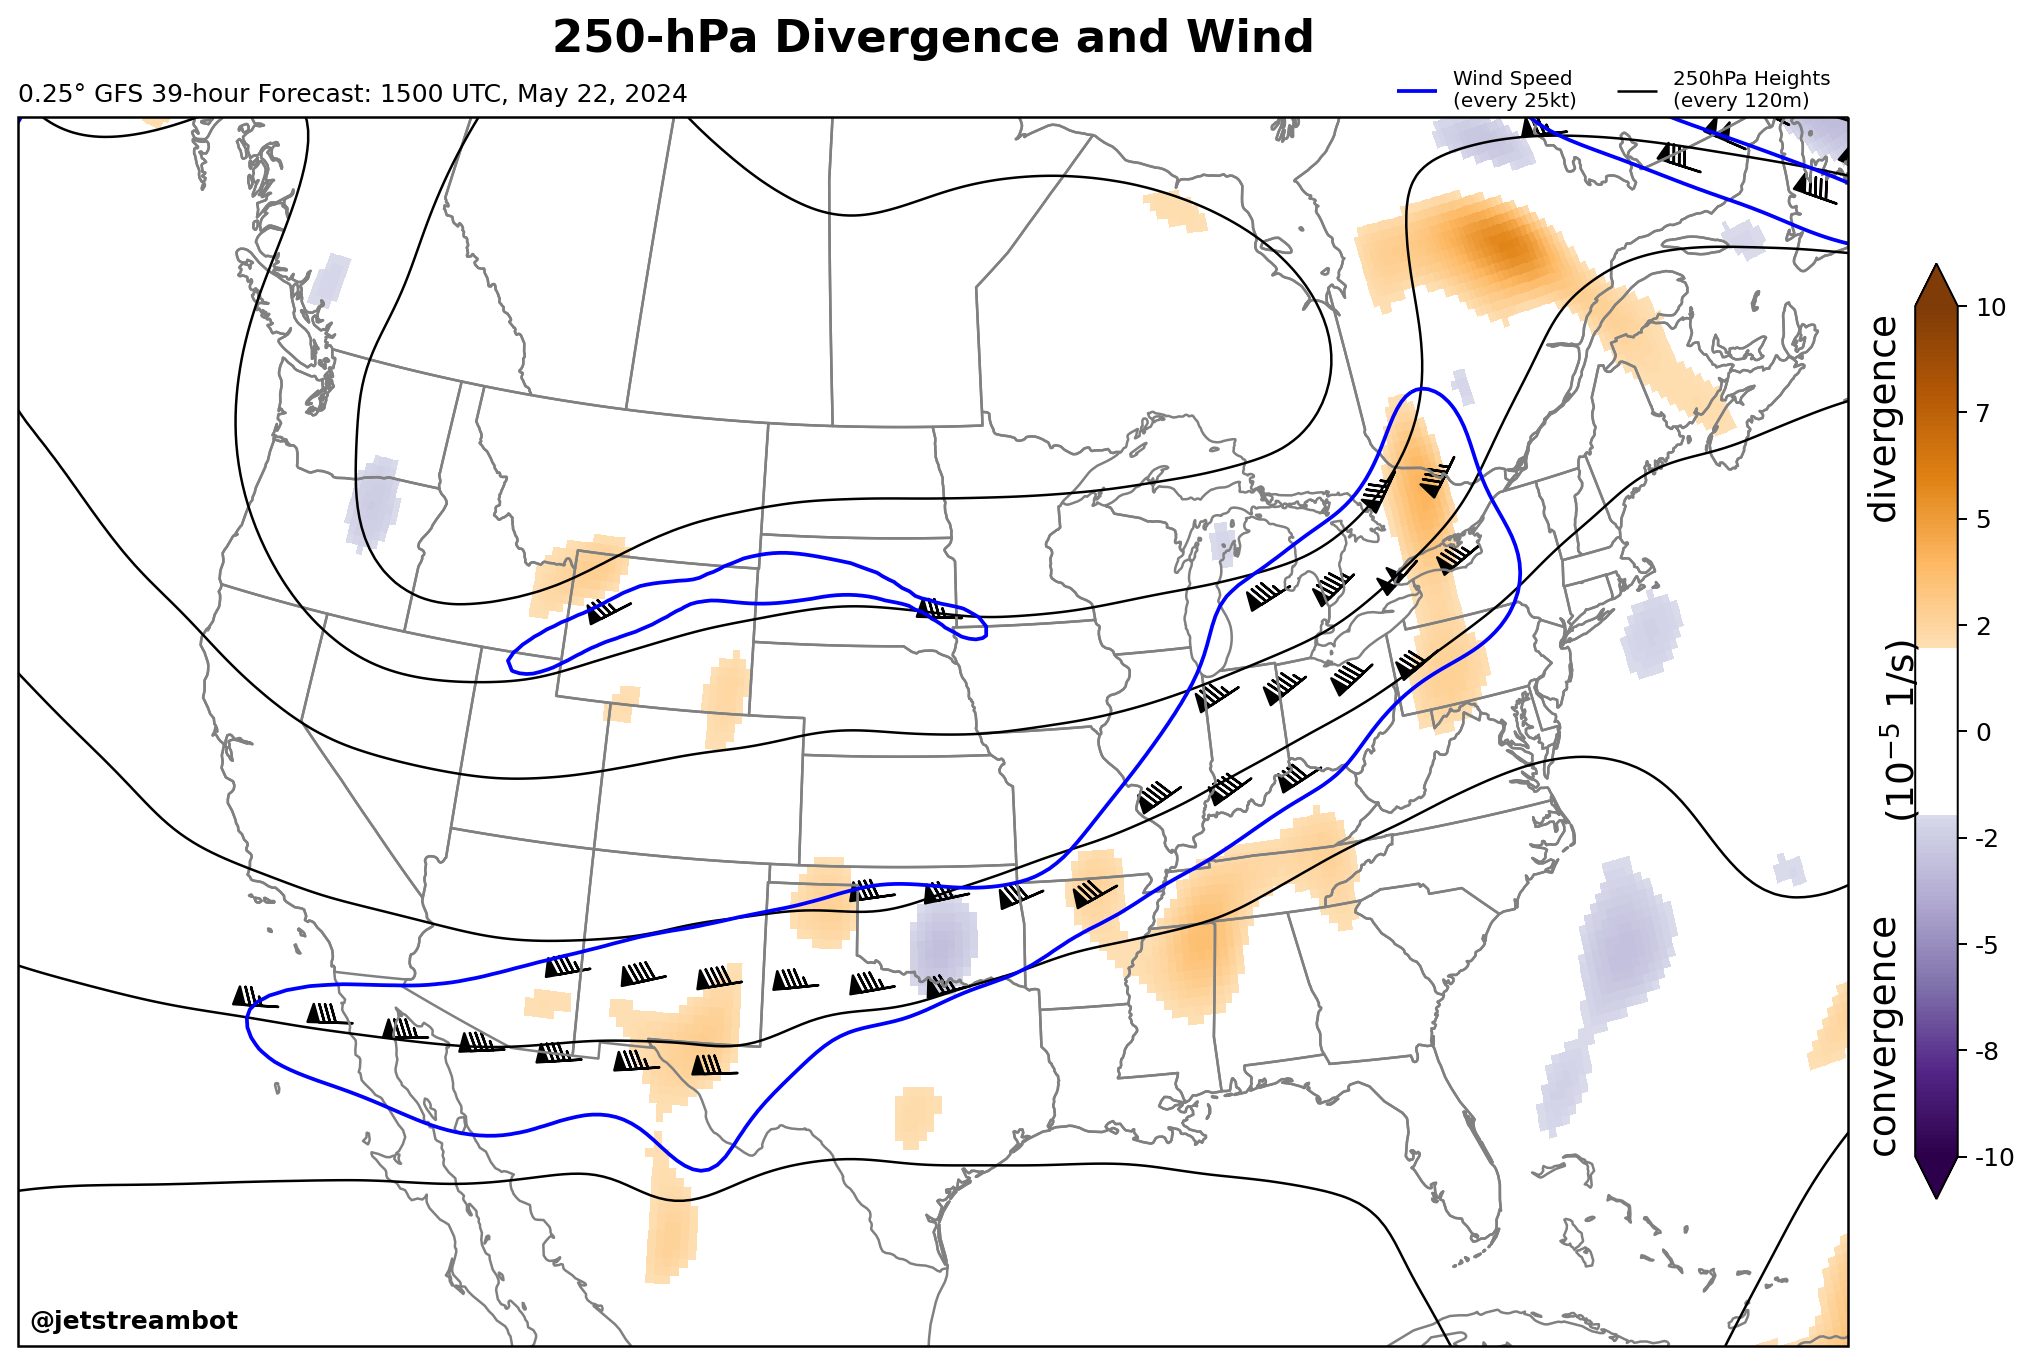 250-hPa Divergence and Wind
0.25° GFS 39-hour Forecast: 1500 UTC, May 22, 2024
Wind Speed
(every 25kt)
250hPa Heights
(every 120m)
divergence
(10⁻⁵ 1/s)
convergence
10
7
5
2
0
-2
-5
-8
-10
@jetstreambot